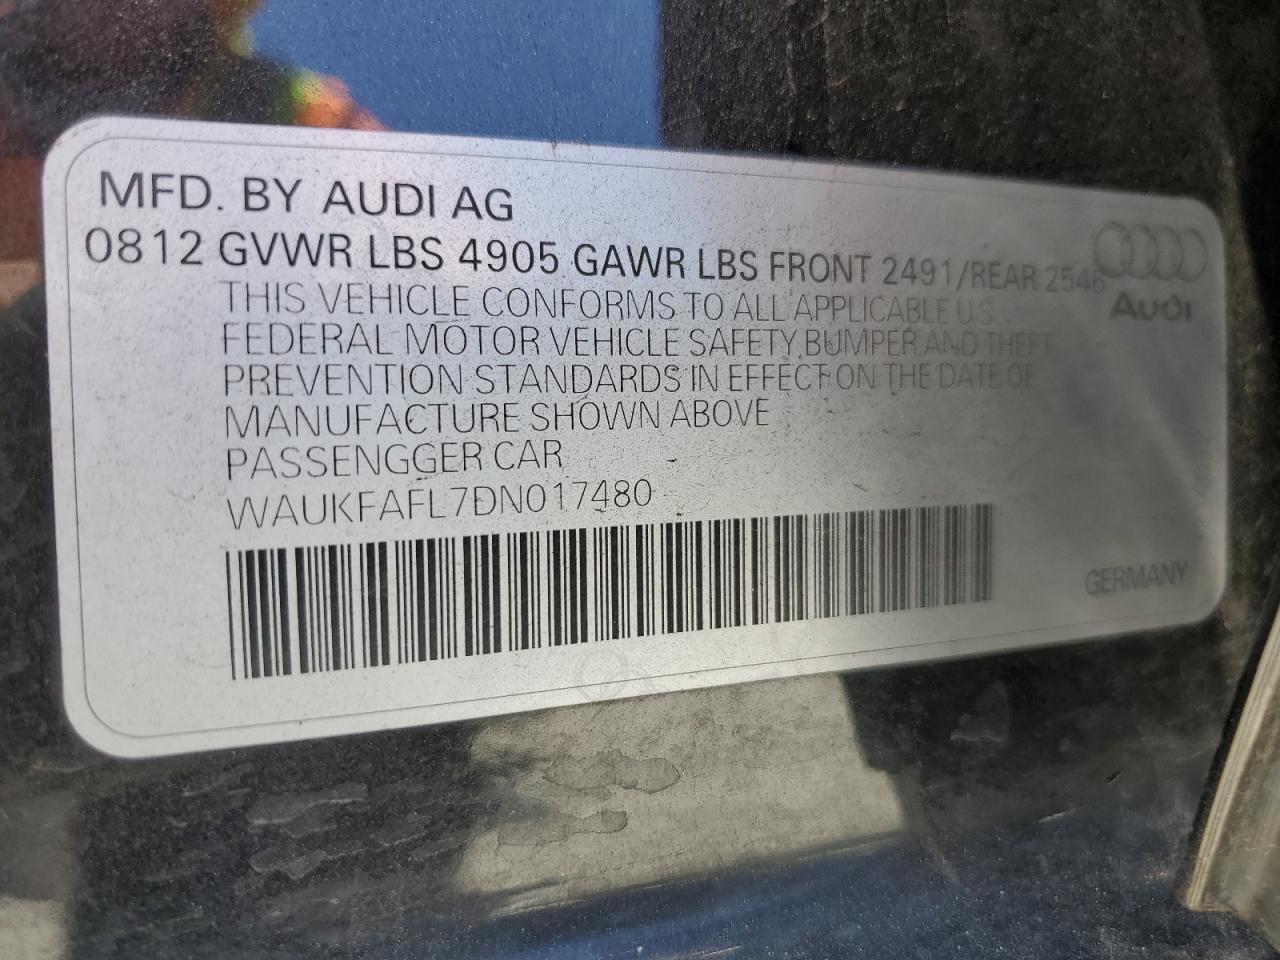 MFD. BY AUDI AG
0812 GVWR LBS 4905 GAWR LBS FRONT 2491/REAR 2546
THIS VEHICLE CONFORMS TO ALL APPLICABLE U.S.
FEDERAL MOTOR VEHICLE SAFETY, BUMPER AND THEFT
PREVENTION STANDARDS IN EFFECT ON THE DATE OF
MANUFACTURE SHOWN ABOVE
PASSENGGER CAR
WAUKFAFL7DN017480
Audi
GERMANY